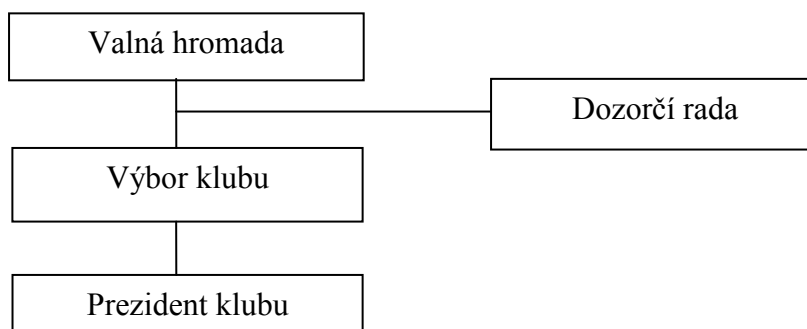 Valná hromada
Dozorčí rada
Výbor klubu
Prezident klubu